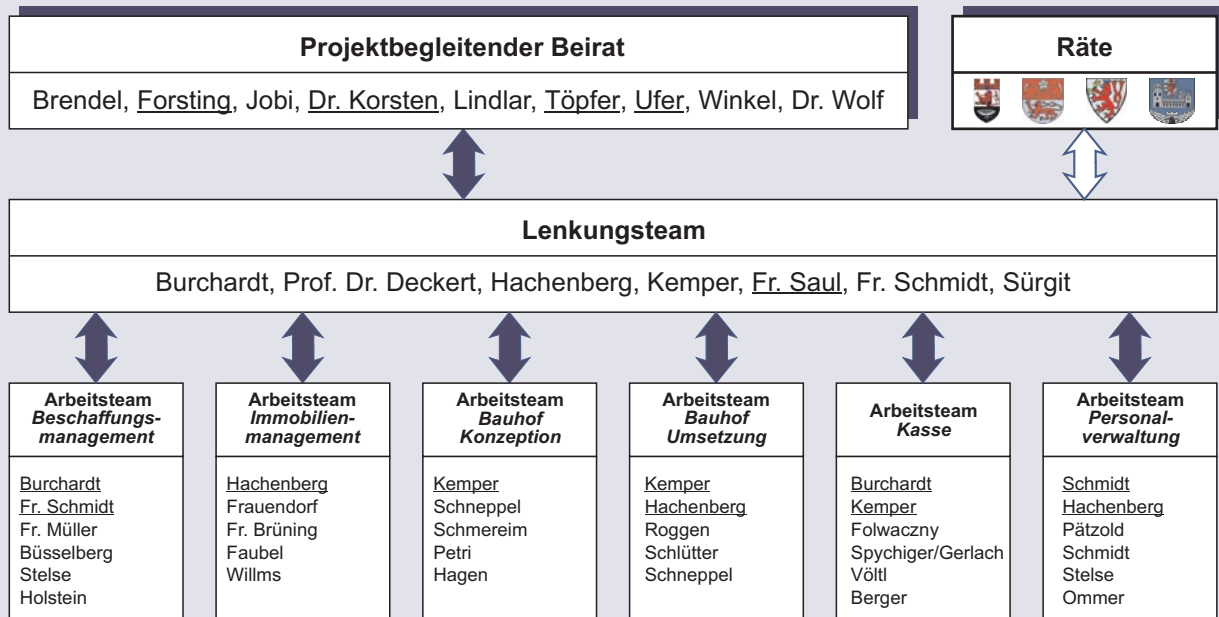 Projektbegleitender Beirat
Brendel, Forsting, Jobi, Dr. Korsten, Lindlar, Töpfer, Ufer, Winkel, Dr. Wolf
Räte
Lenkungsteam
Burchardt, Prof. Dr. Deckert, Hachenberg, Kemper, Fr. Saul, Fr. Schmidt, Sürgit
Arbeitsteam
Beschaffungs-
management
Burchardt
Fr. Schmidt
Fr. Müller
Büsselberg
Stelse
Holstein
Arbeitsteam
Immobilien-
management
Hachenberg
Frauendorf
Fr. Brüning
Faubel
Willms
Arbeitsteam
Bauhof
Konzeption
Kemper
Schneppel
Schmereim
Petri
Hagen
Arbeitsteam
Bauhof
Umsetzung
Kemper
Hachenberg
Roggen
Schlütter
Schneppel
Arbeitsteam
Kasse
Burchardt
Kemper
Folwaczny
Spychiger/Gerlach
Völtl
Berger
Arbeitsteam
Personal-
verwaltung
Schmidt
Hachenberg
Pätzold
Schmidt
Stelse
Ommer